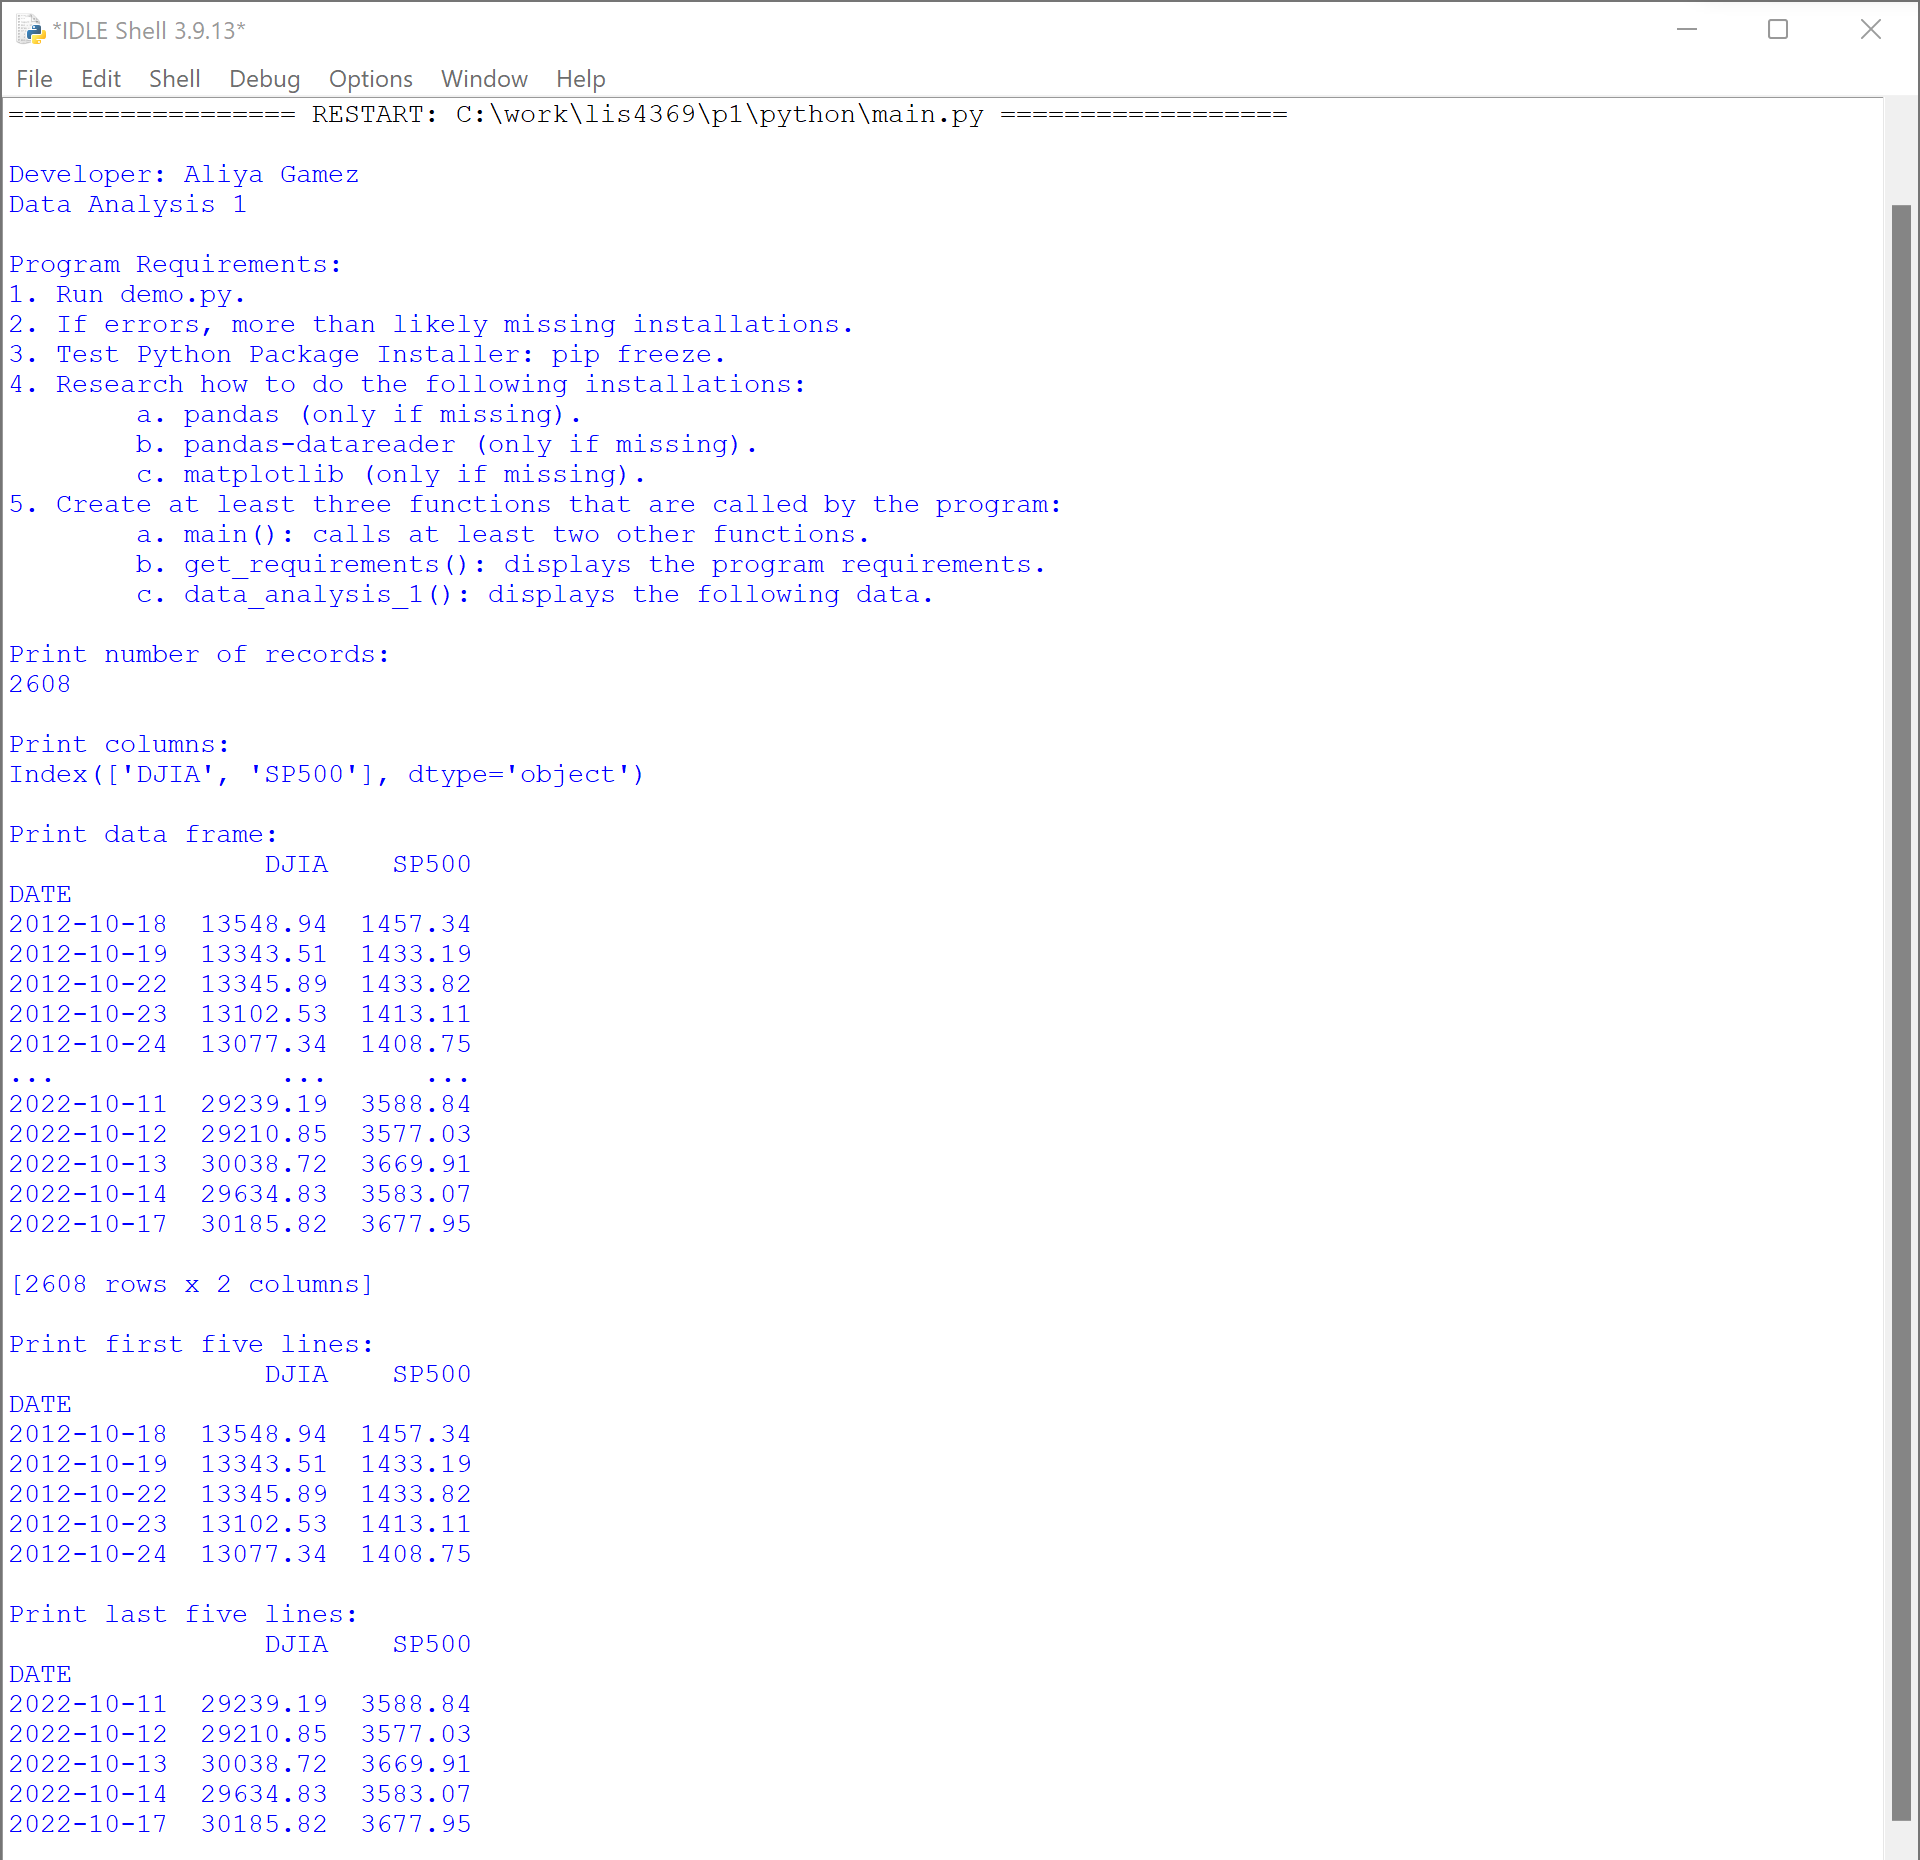 *IDLE Shell 3.9.13*
File Edit Shell Debug Options Window Help
================== RESTART: C:\work\lis4369\p1\python\main.py ==================
Developer: Aliya Gamez
Data Analysis 1
Program Requirements:
1. Run demo.py.
2. If errors, more than likely missing installations.
3. Test Python Package Installer: pip freeze.
4. Research how to do the following installations:
        a. pandas (only if missing).
        b. pandas-datareader (only if missing).
        c. matplotlib (only if missing).
5. Create at least three functions that are called by the program:
        a. main(): calls at least two other functions.
        b. get_requirements(): displays the program requirements.
        c. data_analysis_1(): displays the following data.
Print number of records:
2608
Print columns:
Index(['DJIA', 'SP500'], dtype='object')
Print data frame:
                DJIA    SP500
DATE
2012-10-18  13548.94  1457.34
2012-10-19  13343.51  1433.19
2012-10-22  13345.89  1433.82
2012-10-23  13102.53  1413.11
2012-10-24  13077.34  1408.75
...              ...      ...
2022-10-11  29239.19  3588.84
2022-10-12  29210.85  3577.03
2022-10-13  30038.72  3669.91
2022-10-14  29634.83  3583.07
2022-10-17  30185.82  3677.95
[2608 rows x 2 columns]
Print first five lines:
                DJIA    SP500
DATE
2012-10-18  13548.94  1457.34
2012-10-19  13343.51  1433.19
2012-10-22  13345.89  1433.82
2012-10-23  13102.53  1413.11
2012-10-24  13077.34  1408.75
Print last five lines:
                DJIA    SP500
DATE
2022-10-11  29239.19  3588.84
2022-10-12  29210.85  3577.03
2022-10-13  30038.72  3669.91
2022-10-14  29634.83  3583.07
2022-10-17  30185.82  3677.95